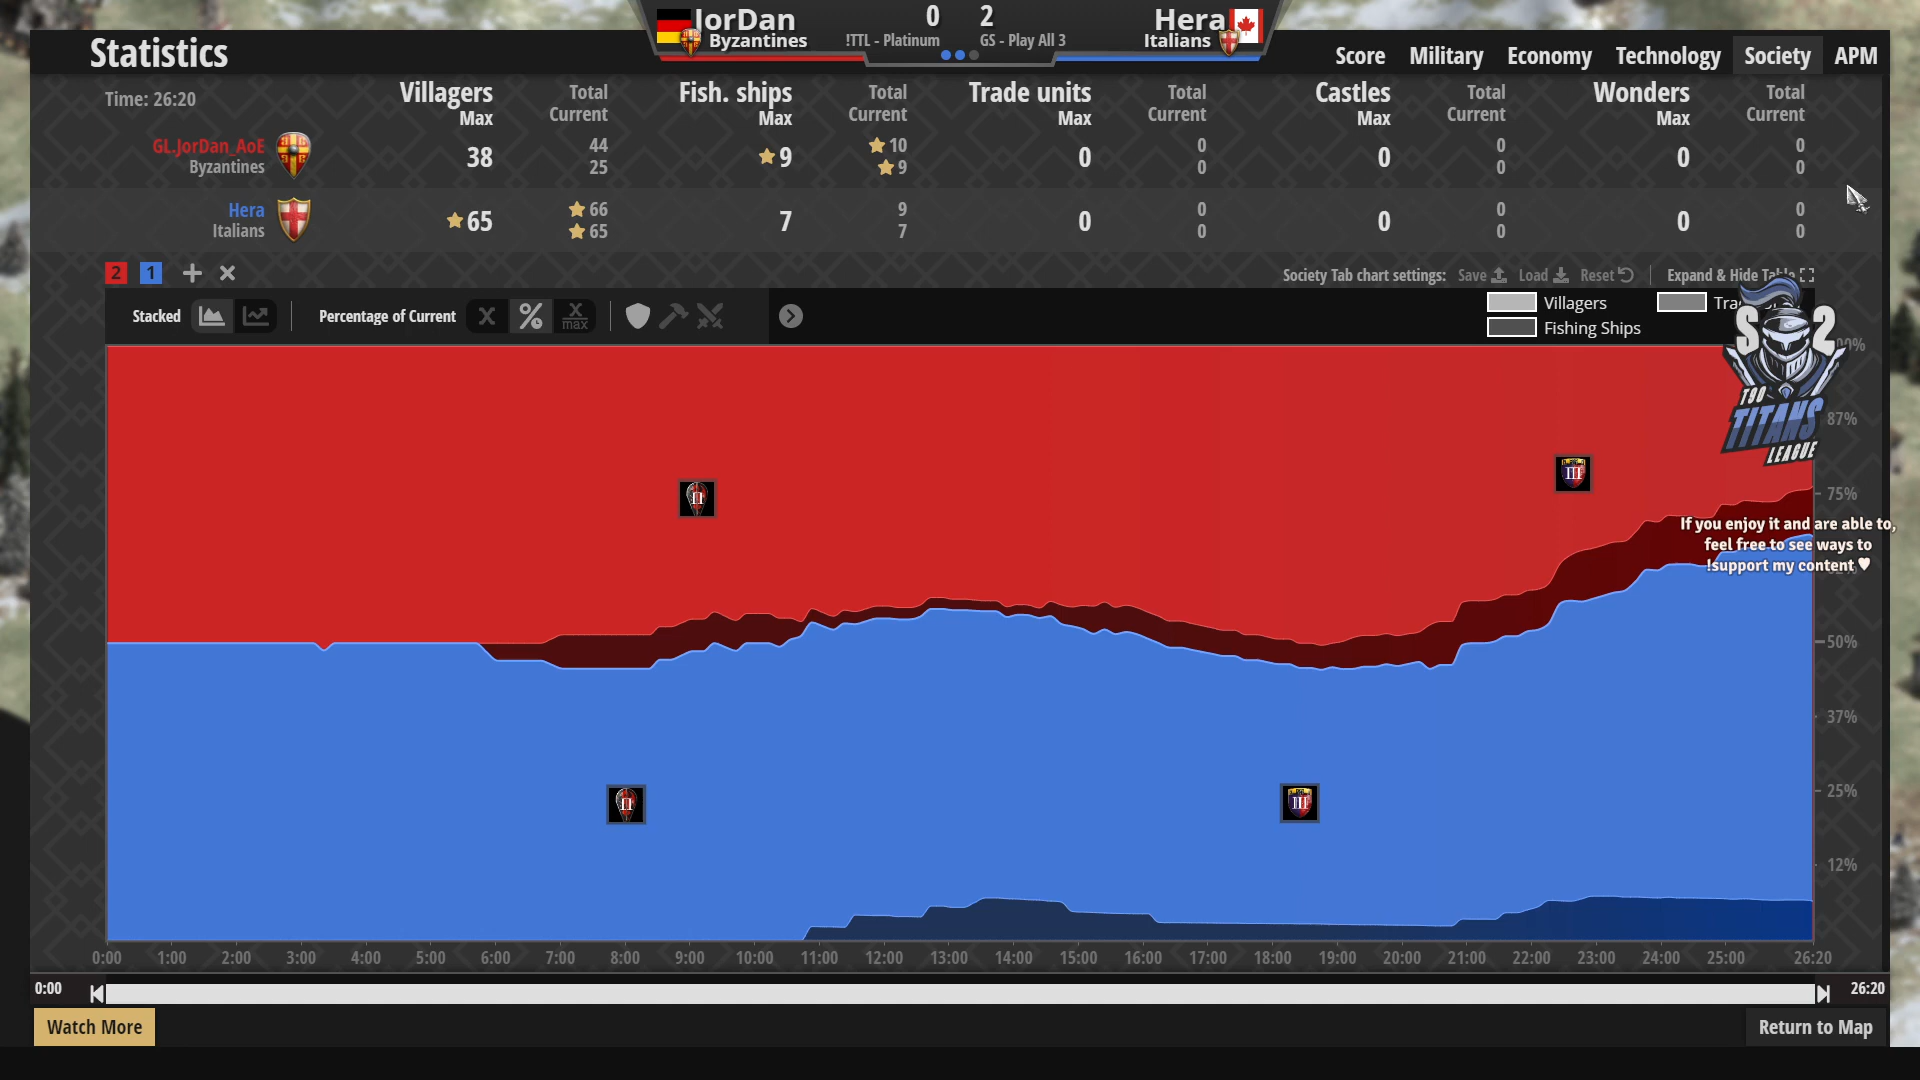 JorDan
Byzantines
0
2
!TTL - Platinum
GS - Play All 3
Hera
Italians
Statistics
Score Military Economy Technology Society APM
Time: 26:20
Villagers Max Total Current
Fish. ships Max Total Current
Trade units Max Total Current
Castles Max Total Current
Wonders Max Total Current
GL.JorDan_AoE
Byzantines
38 44 25 9 10 9 0 0 0 0 0 0 0 0 0
Hera
Italians
65 66 65 7 9 7 0 0 0 0 0 0 0 0 0
2 1
Society Tab chart settings: Save Load Reset Expand & Hide Table
Stacked
Percentage of Current
X
%
X max
Villagers
Fishing Ships
S 2
T90
TITANS
LEAGUE
87%
75%
50%
37%
25%
12%
If you enjoy it and are able to,
feel free to see ways to
!support my content ♥
II
III
II
III
0:00 1:00 2:00 3:00 4:00 5:00 6:00 7:00 8:00 9:00 10:00 11:00 12:00 13:00 14:00 15:00 16:00 17:00 18:00 19:00 20:00 21:00 22:00 23:00 24:00 25:00 26:20
0:00
26:20
Watch More
Return to Map